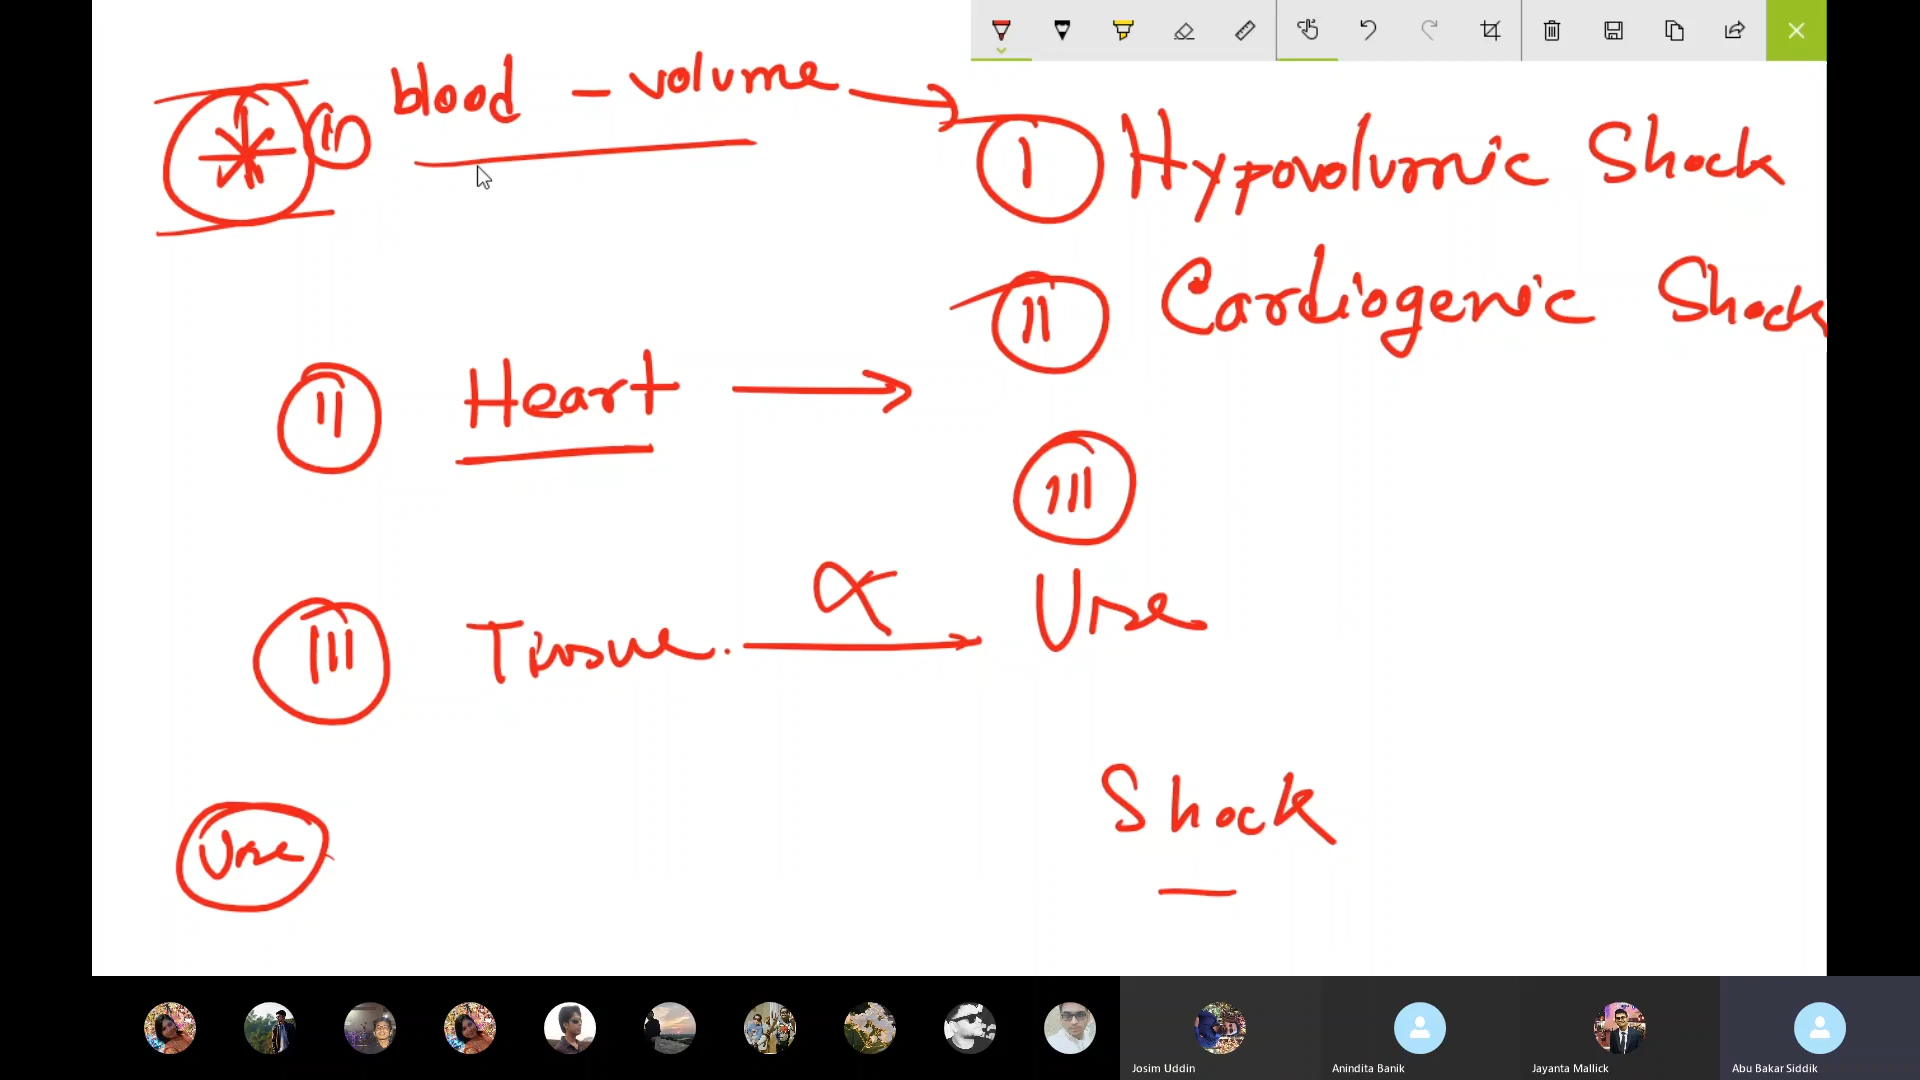 (i) blood - volume →
(I) Hypovolumic Shock
(II) Cardiogenic Shock
(II) Heart →
(III)
(III) Tissue. → Use
Use
Shock
Josim Uddin
Anindita Banik
Jayanta Mallick
Abu Bakar Siddik